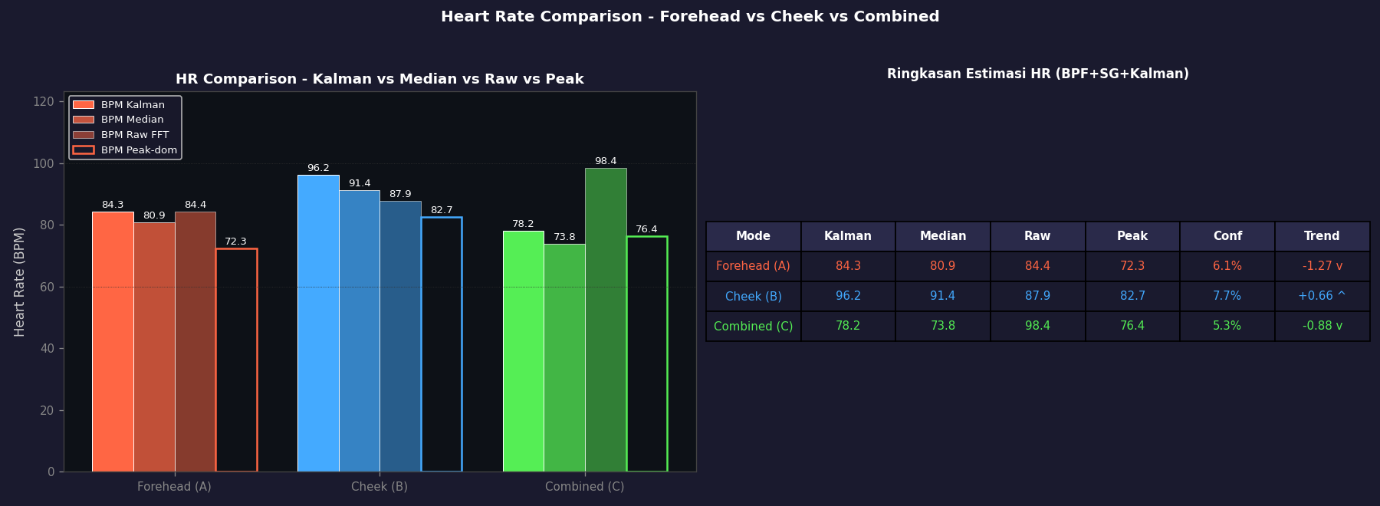 Heart Rate Comparison - Forehead vs Cheek vs Combined
HR Comparison - Kalman vs Median vs Raw vs Peak
BPM Kalman
BPM Median
BPM Raw FFT
BPM Peak-dom
Heart Rate (BPM)
120
100
80
60
40
20
0
84.3
80.9
84.4
72.3
96.2
91.4
87.9
82.7
78.2
73.8
98.4
76.4
Forehead (A)
Cheek (B)
Combined (C)
Ringkasan Estimasi HR (BPF+SG+Kalman)
Mode Kalman Median Raw Peak Conf Trend
Forehead (A) 84.3 80.9 84.4 72.3 6.1% -1.27 v
Cheek (B) 96.2 91.4 87.9 82.7 7.7% +0.66 ^
Combined (C) 78.2 73.8 98.4 76.4 5.3% -0.88 v